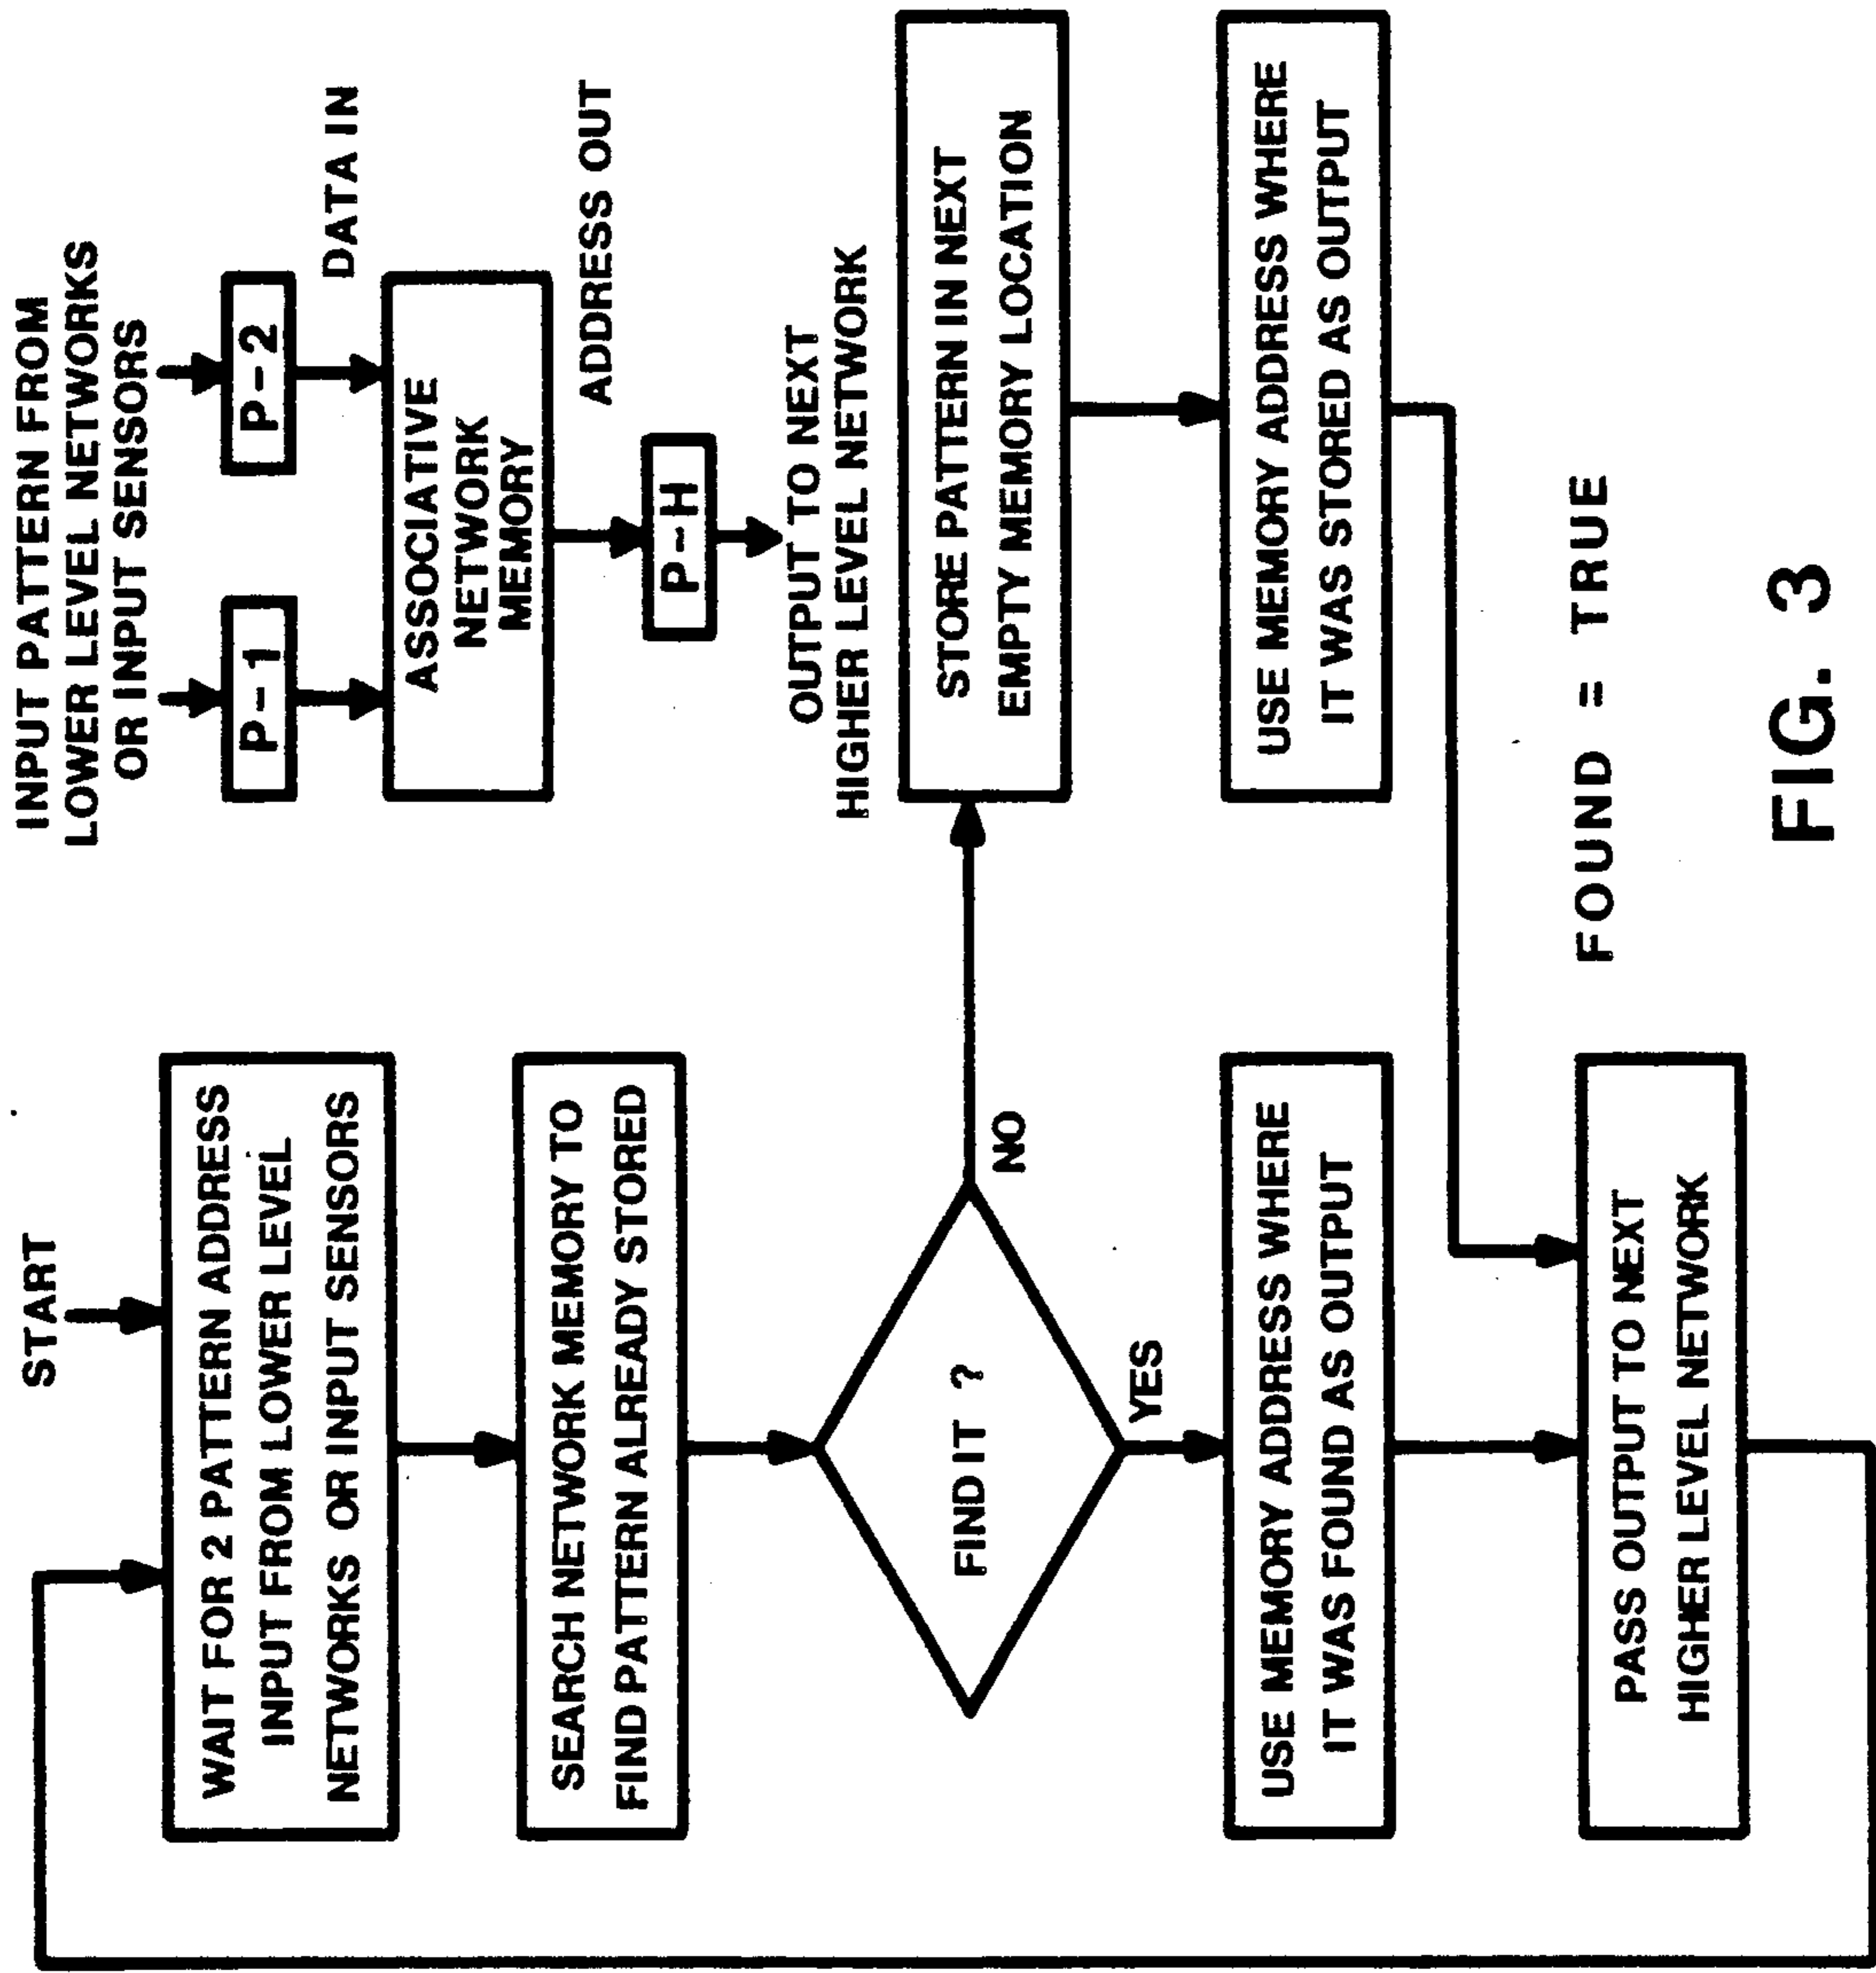 START
WAIT FOR 2 PATTERN ADDRESS
INPUT FROM LOWER LEVEL
NETWORKS OR INPUT SENSORS
SEARCH NETWORK MEMORY TO
FIND PATTERN ALREADY STORED
FIND IT ?
NO
YES
USE MEMORY ADDRESS WHERE
IT WAS FOUND AS OUTPUT
PASS OUTPUT TO NEXT
HIGHER LEVEL NETWORK
INPUT PATTERN FROM
LOWER LEVEL NETWORKS
OR INPUT SENSORS
P-1
P-2
DATA IN
ASSOCIATIVE
NETWORK
MEMORY
ADDRESS OUT
P-H
OUTPUT TO NEXT
HIGHER LEVEL NETWORK
STORE PATTERN IN NEXT
EMPTY MEMORY LOCATION
USE MEMORY ADDRESS WHERE
IT WAS STORED AS OUTPUT
FOUND = TRUE
FIG. 3